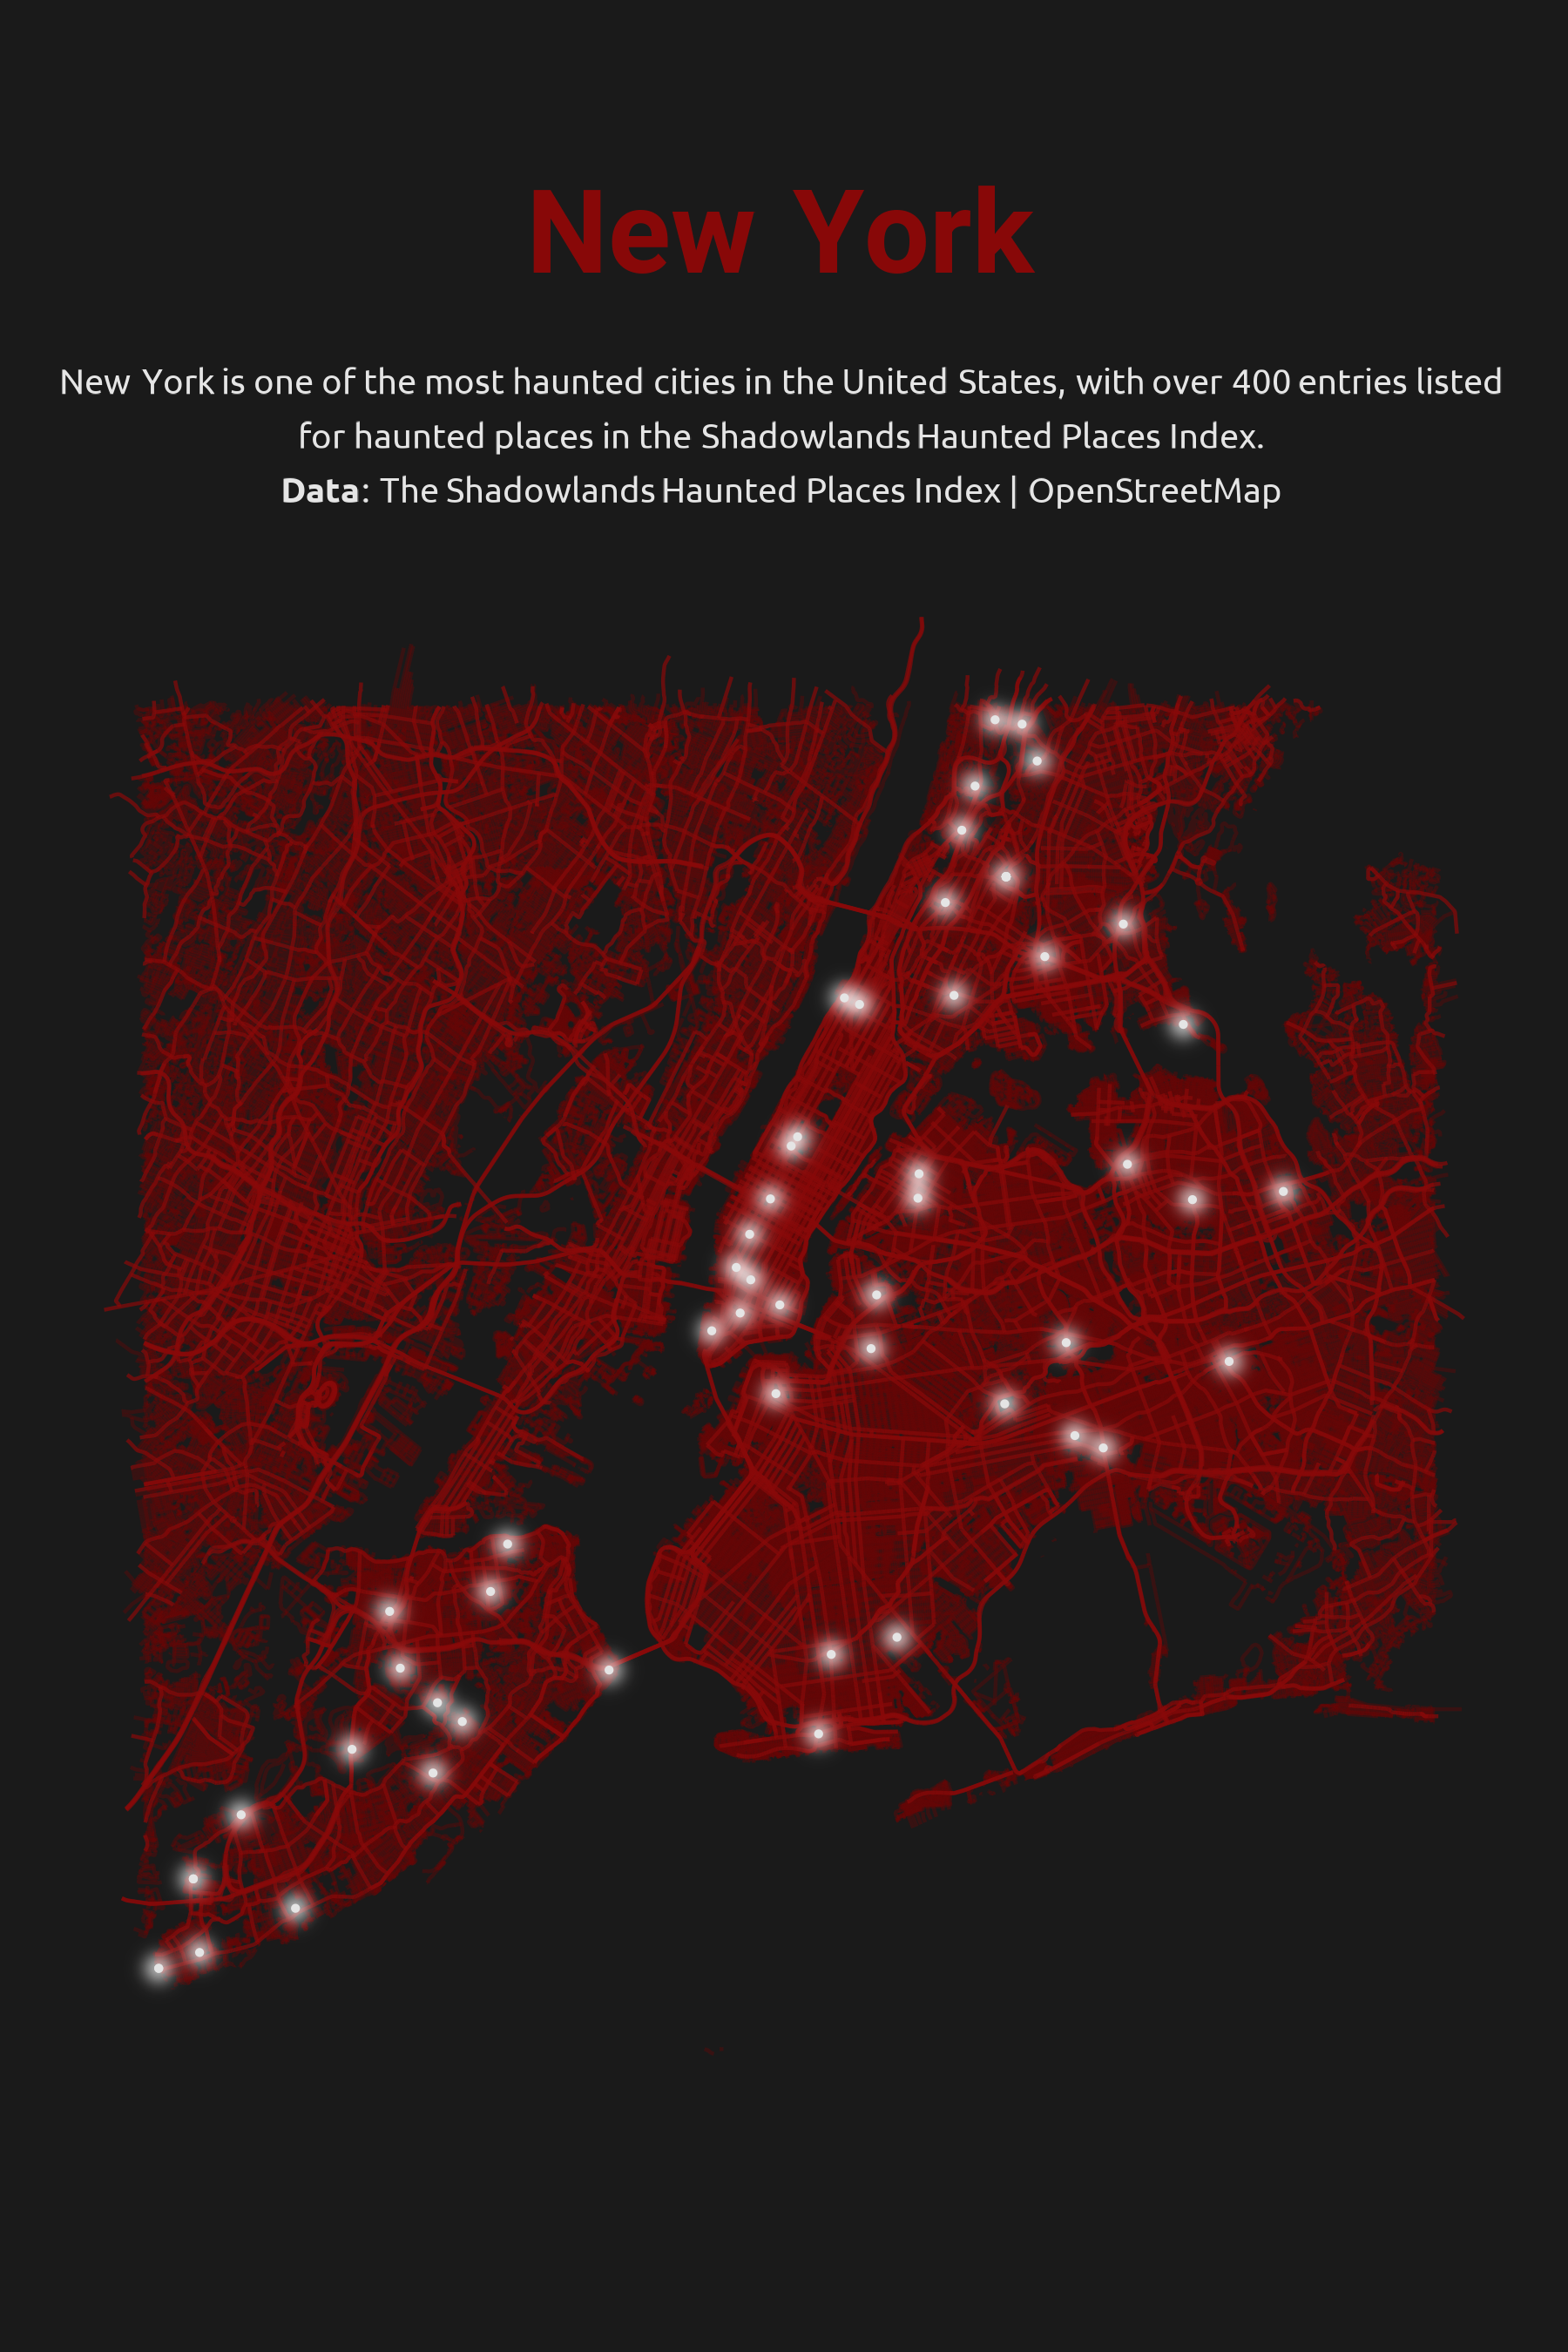 New York
New York is one of the most haunted cities in the United States, with over 400 entries listed
for haunted places in the Shadowlands Haunted Places Index.
Data: The Shadowlands Haunted Places Index | OpenStreetMap